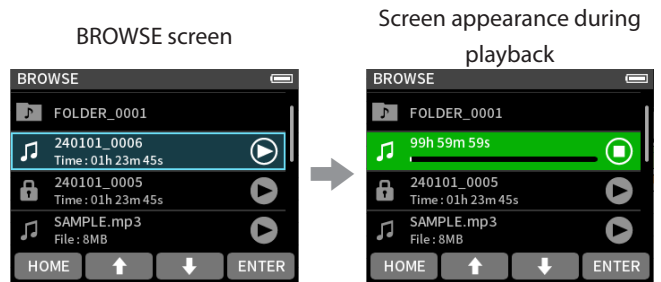 BROWSE screen
BROWSE
FOLDER_0001
240101_0006
Time : 01h 23m 45s
240101_0005
Time : 01h 23m 45s
SAMPLE.mp3
File : 8MB
HOME
ENTER
Screen appearance during
playback
BROWSE
FOLDER_0001
99h 59m 59s
240101_0005
Time : 01h 23m 45s
SAMPLE.mp3
File : 8MB
HOME
ENTER